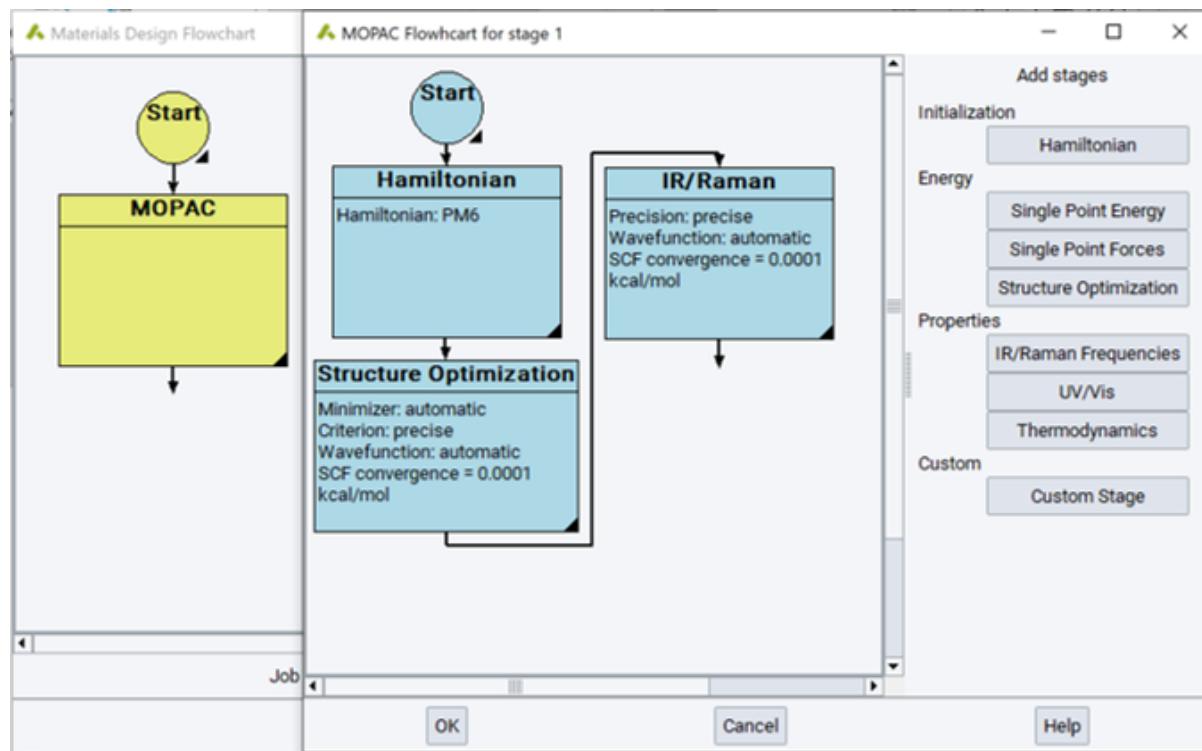 Materials Design Flowchart
Start
MOPAC
Job
MOPAC Flowhcart for stage 1
Start
Hamiltonian
Hamiltonian: PM6
Structure Optimization
Minimizer: automatic
Criterion: precise
Wavefunction: automatic
SCF convergence = 0.0001
kcal/mol
IR/Raman
Precision: precise
Wavefunction: automatic
SCF convergence = 0.0001
kcal/mol
Add stages
Initialization
Hamiltonian
Energy
Single Point Energy
Single Point Forces
Structure Optimization
Properties
IR/Raman Frequencies
UV/Vis
Thermodynamics
Custom
Custom Stage
OK
Cancel
Help